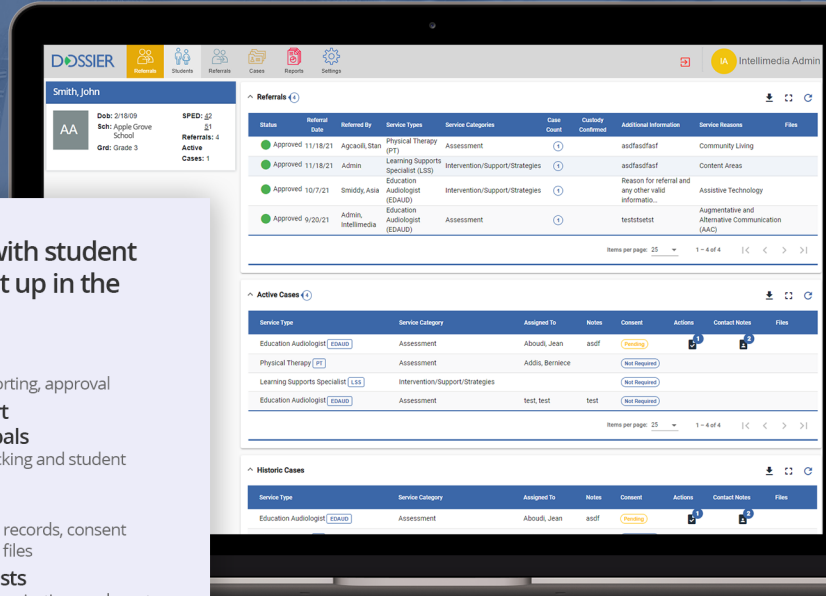 DOSSIER
Referrals
Students
Referrals
Cases
Reports
Settings
IA
Intellimedia Admin
Smith, John
AA
Dob: 2/18/09
Sch: Apple Grove
School
Grd: Grade 3
SPED: 42
51
Referrals: 4
Active
Cases: 1
Referrals 4
Status Referral Date Referred By Service Types Service Categories Case Count Custody Confirmed Additional Information Service Reasons Files
Approved 11/18/21 Agcaoili, Stan Physical Therapy (PT) Assessment 1 asdfasdfasf Community Living
Approved 11/18/21 Admin Learning Supports Specialist (LSS) Intervention/Support/Strategies 1 asdfasdfasf Content Areas
Approved 10/7/21 Smiddy, Asia Education Audiologist (EDAUD) Intervention/Support/Strategies 1 Reason for referral and any other valid informatio... Assistive Technology
Approved 9/20/21 Admin, Intellimedia Education Audiologist (EDAUD) Assessment 1 teststsetst Augmentative and Alternative Communication (AAC)
Items per page: 25 1 – 4 of 4
Active Cases 4
Service Type Service Category Assigned To Notes Consent Actions Contact Notes Files
Education Audiologist EDAUD Assessment Aboudi, Jean asdf Pending 1 2
Physical Therapy PT Assessment Addis, Berniece Not Required
Learning Supports Specialist LSS Intervention/Support/Strategies Not Required
Education Audiologist EDAUD Assessment test, test test Not Required
Items per page: 25 1 – 4 of 4
Historic Cases
Service Type Service Category Assigned To Notes Consent Actions Contact Notes Files
Education Audiologist EDAUD Assessment Aboudi, Jean asdf Pending 1 2
with student
t up in the
orting, approval
rt
als
cking and student
records, consent
files
sts